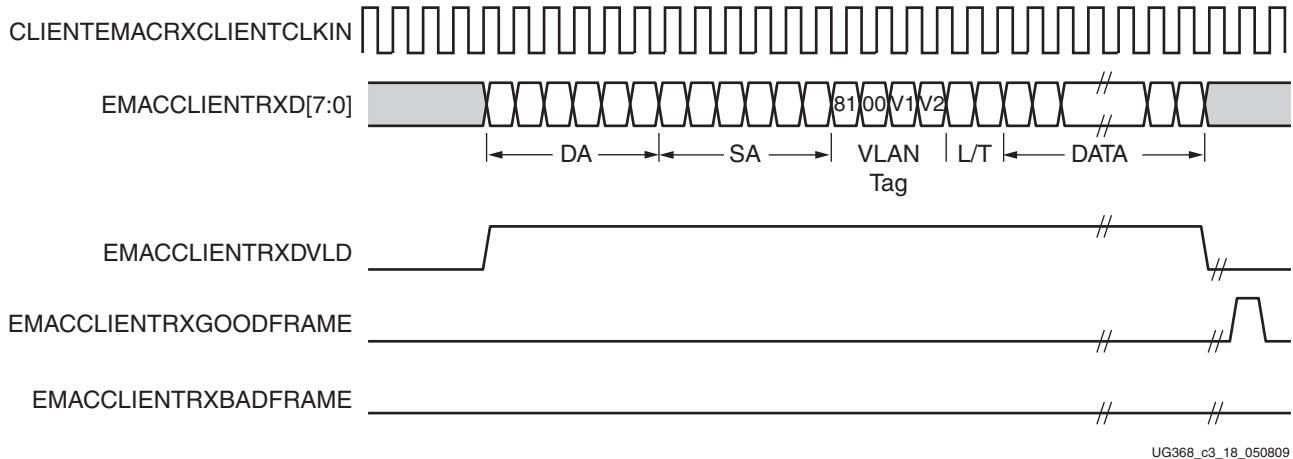 CLIENTEMACRXCLIENTCLKIN
EMACCLIENTRXD[7:0]
81 00 V1 V2
DA SA VLAN L/T DATA
Tag
EMACCLIENTRXDVLD
EMACCLIENTRXGOODFRAME
EMACCLIENTRXBADFRAME
UG368_c3_18_050809